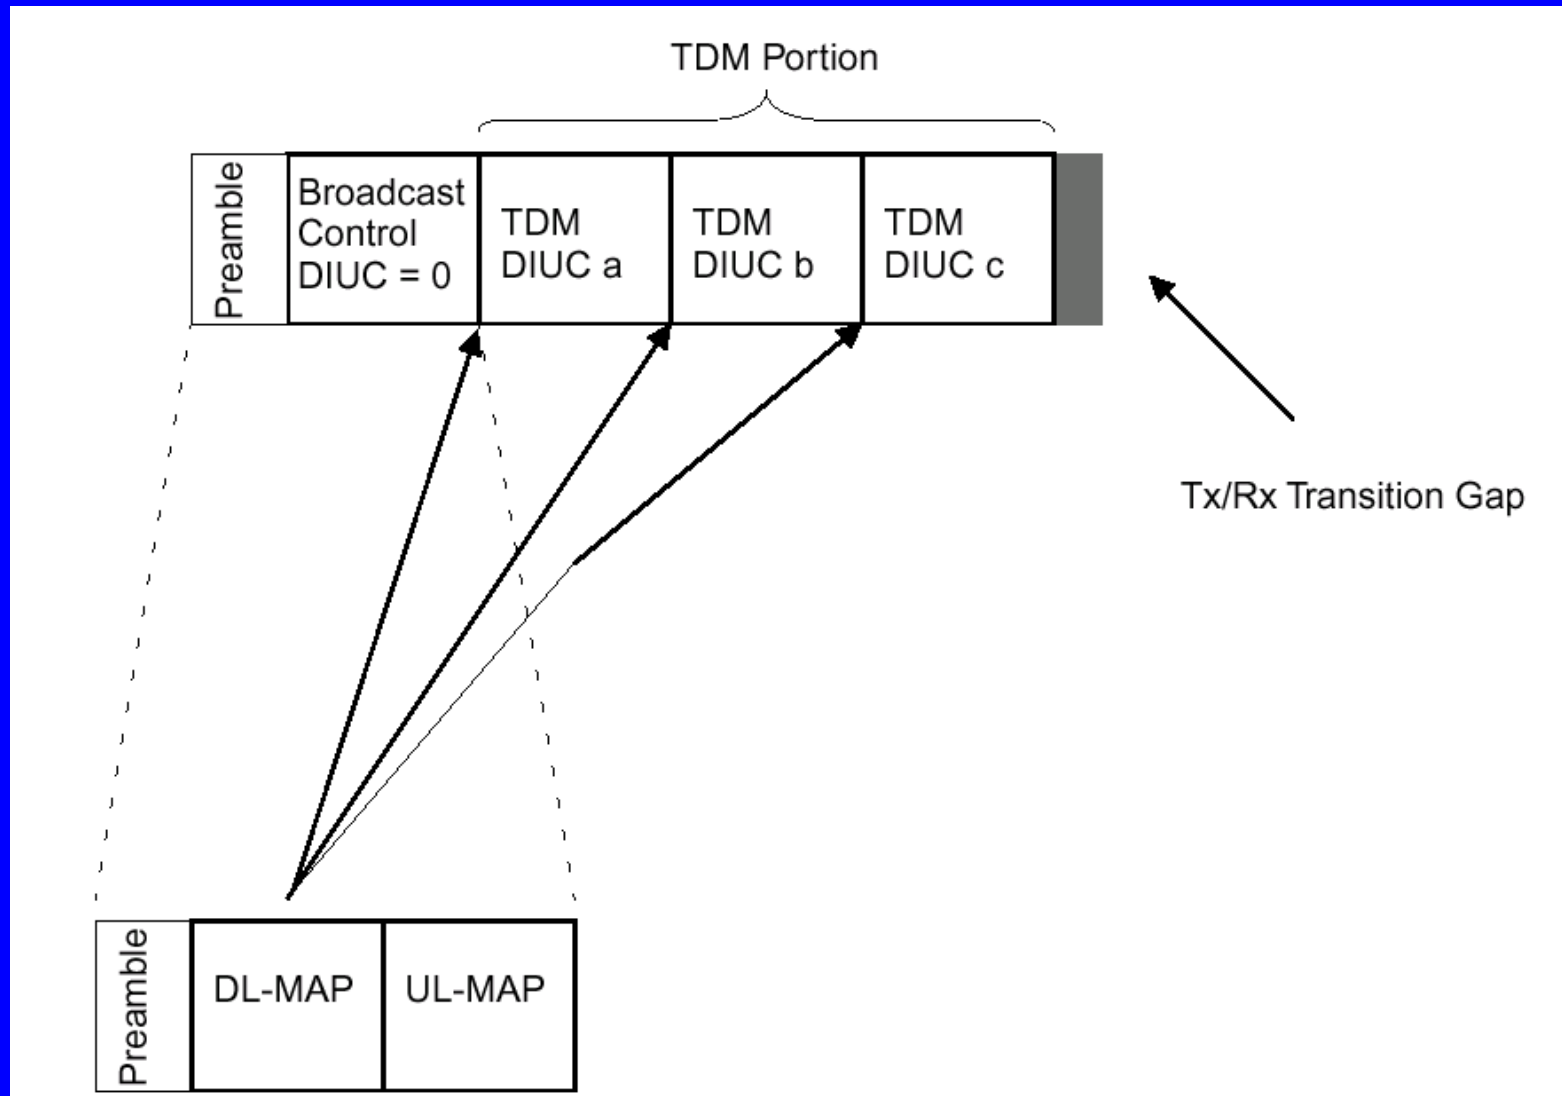 TDM Portion
Preamble
Broadcast
Control
DIUC = 0
TDM
DIUC a
TDM
DIUC b
TDM
DIUC c
Tx/Rx Transition Gap
Preamble
DL-MAP
UL-MAP